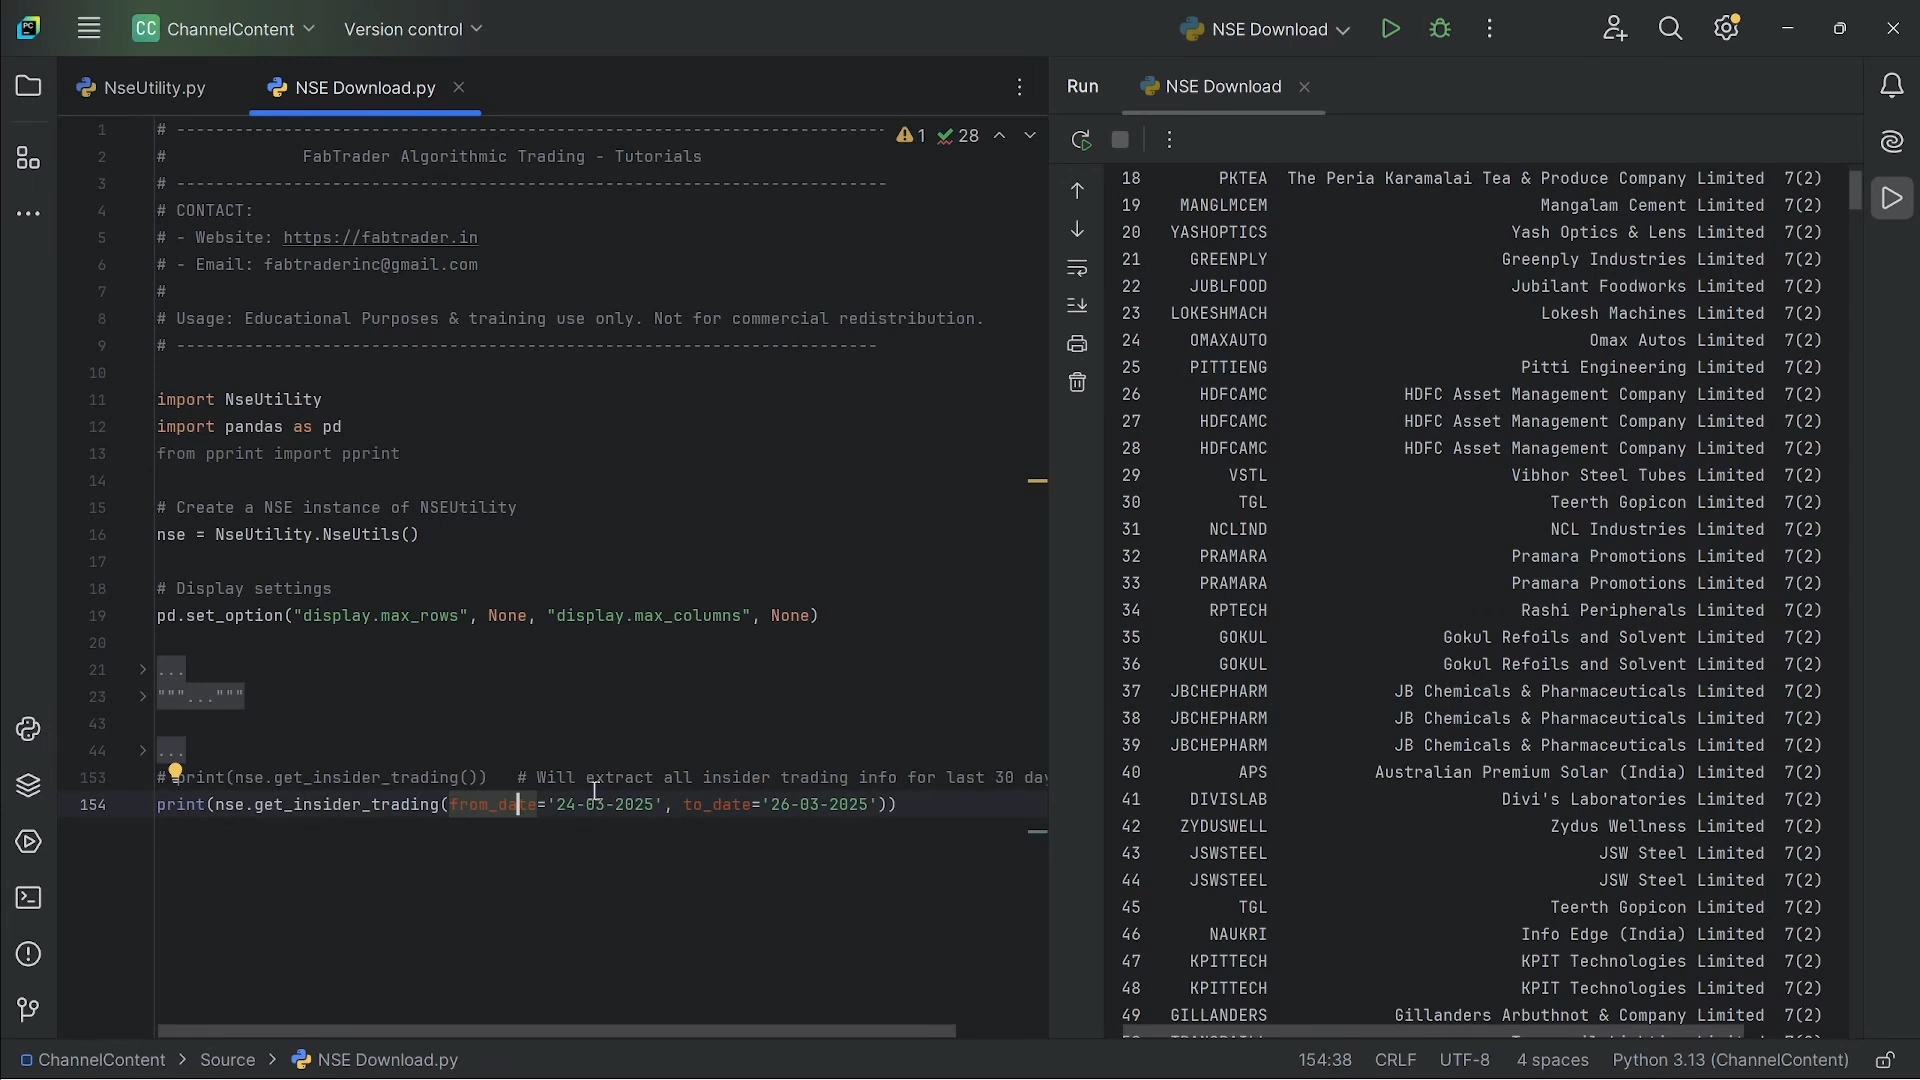 PC
CC ChannelContent
Version control
NSE Download
NseUtility.py
NSE Download.py
1 # -------------------------------------------------------------------------
2 # FabTrader Algorithmic Trading - Tutorials
3 # -------------------------------------------------------------------------
4 # CONTACT:
5 # - Website: https://fabtrader.in
6 # - Email: fabtraderinc@gmail.com
7 #
8 # Usage: Educational Purposes & training use only. Not for commercial redistribution.
9 # ------------------------------------------------------------------------
10
11 import NseUtility
12 import pandas as pd
13 from pprint import pprint
14
15 # Create a NSE instance of NSEUtility
16 nse = NseUtility.NseUtils()
17
18 # Display settings
19 pd.set_option("display.max_rows", None, "display.max_columns", None)
20
21 ...
23 """..."""
43
44 ...
153 # print(nse.get_insider_trading()) # Will extract all insider trading info for last 30 day
154 print(nse.get_insider_trading(from_date='24-03-2025', to_date='26-03-2025'))
1 28
Run
NSE Download
18 PKTEA The Peria Karamalai Tea & Produce Company Limited 7(2)
19 MANGLMCEM Mangalam Cement Limited 7(2)
20 YASHOPTICS Yash Optics & Lens Limited 7(2)
21 GREENPLY Greenply Industries Limited 7(2)
22 JUBLFOOD Jubilant Foodworks Limited 7(2)
23 LOKESHMACH Lokesh Machines Limited 7(2)
24 OMAXAUTO Omax Autos Limited 7(2)
25 PITTIENG Pitti Engineering Limited 7(2)
26 HDFCAMC HDFC Asset Management Company Limited 7(2)
27 HDFCAMC HDFC Asset Management Company Limited 7(2)
28 HDFCAMC HDFC Asset Management Company Limited 7(2)
29 VSTL Vibhor Steel Tubes Limited 7(2)
30 TGL Teerth Gopicon Limited 7(2)
31 NCLIND NCL Industries Limited 7(2)
32 PRAMARA Pramara Promotions Limited 7(2)
33 PRAMARA Pramara Promotions Limited 7(2)
34 RPTECH Rashi Peripherals Limited 7(2)
35 GOKUL Gokul Refoils and Solvent Limited 7(2)
36 GOKUL Gokul Refoils and Solvent Limited 7(2)
37 JBCHEPHARM JB Chemicals & Pharmaceuticals Limited 7(2)
38 JBCHEPHARM JB Chemicals & Pharmaceuticals Limited 7(2)
39 JBCHEPHARM JB Chemicals & Pharmaceuticals Limited 7(2)
40 APS Australian Premium Solar (India) Limited 7(2)
41 DIVISLAB Divi's Laboratories Limited 7(2)
42 ZYDUSWELL Zydus Wellness Limited 7(2)
43 JSWSTEEL JSW Steel Limited 7(2)
44 JSWSTEEL JSW Steel Limited 7(2)
45 TGL Teerth Gopicon Limited 7(2)
46 NAUKRI Info Edge (India) Limited 7(2)
47 KPITTECH KPIT Technologies Limited 7(2)
48 KPITTECH KPIT Technologies Limited 7(2)
49 GILLANDERS Gillanders Arbuthnot & Company Limited 7(2)
ChannelContent > Source > NSE Download.py
154:38 CRLF UTF-8 4 spaces Python 3.13 (ChannelContent)